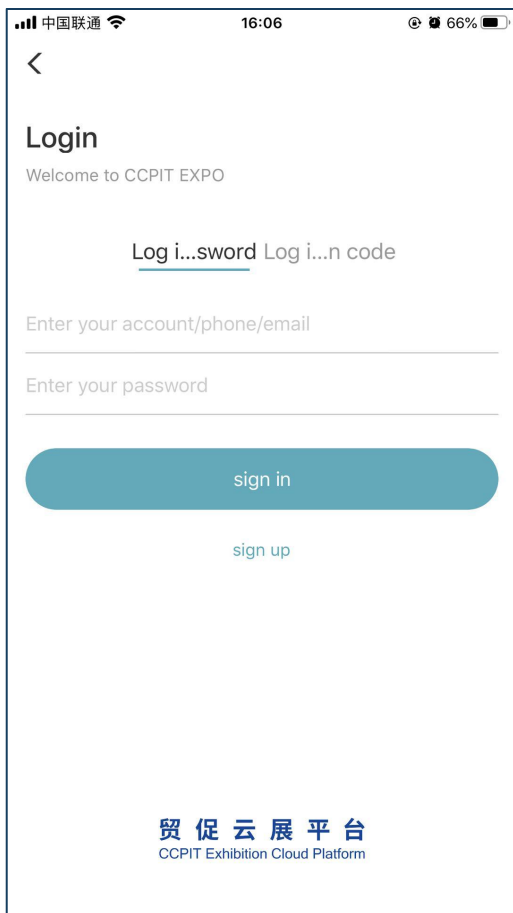 中国联通 16:06 66%
Login
Welcome to CCPIT EXPO
Log i...sword Log i...n code
Enter your account/phone/email
Enter your password
sign in
sign up
贸促云展平台
CCPIT Exhibition Cloud Platform